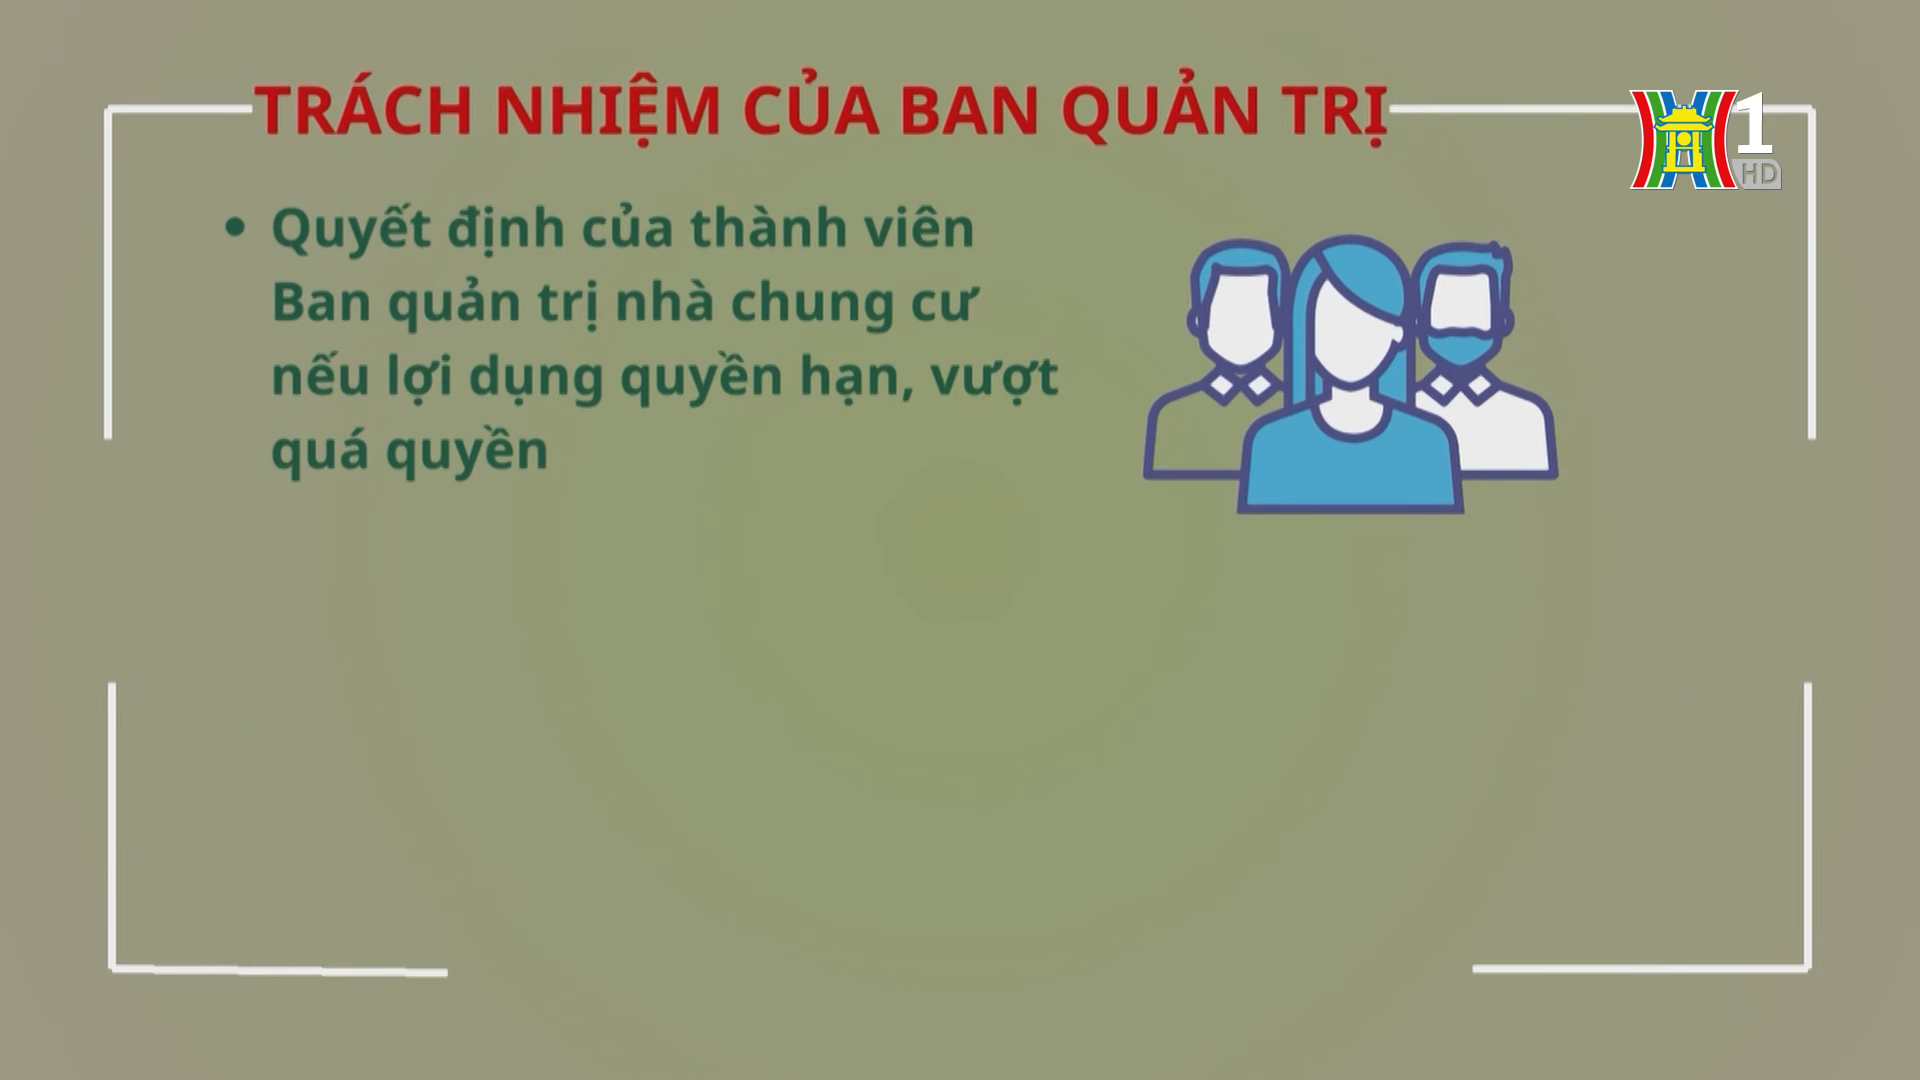 TRÁCH NHIỆM CỦA BAN QUẢN TRỊ
H1
HD
• Quyết định của thành viên
Ban quản trị nhà chung cư
nếu lợi dụng quyền hạn, vượt
quá quyền